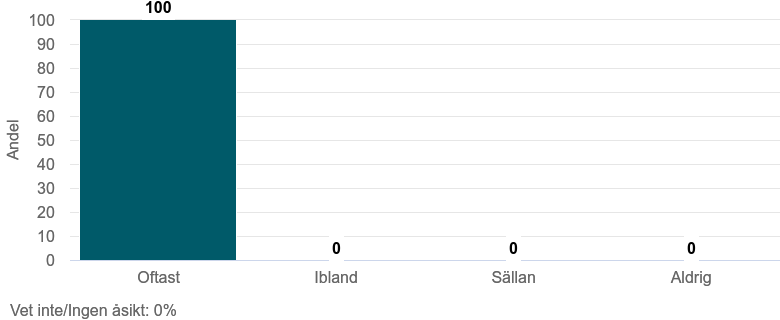 100
100
90
80
70
60
50
40
30
20
10
0
Andel
0
0
0
Oftast
Ibland
Sällan
Aldrig
Vet inte/Ingen åsikt: 0%